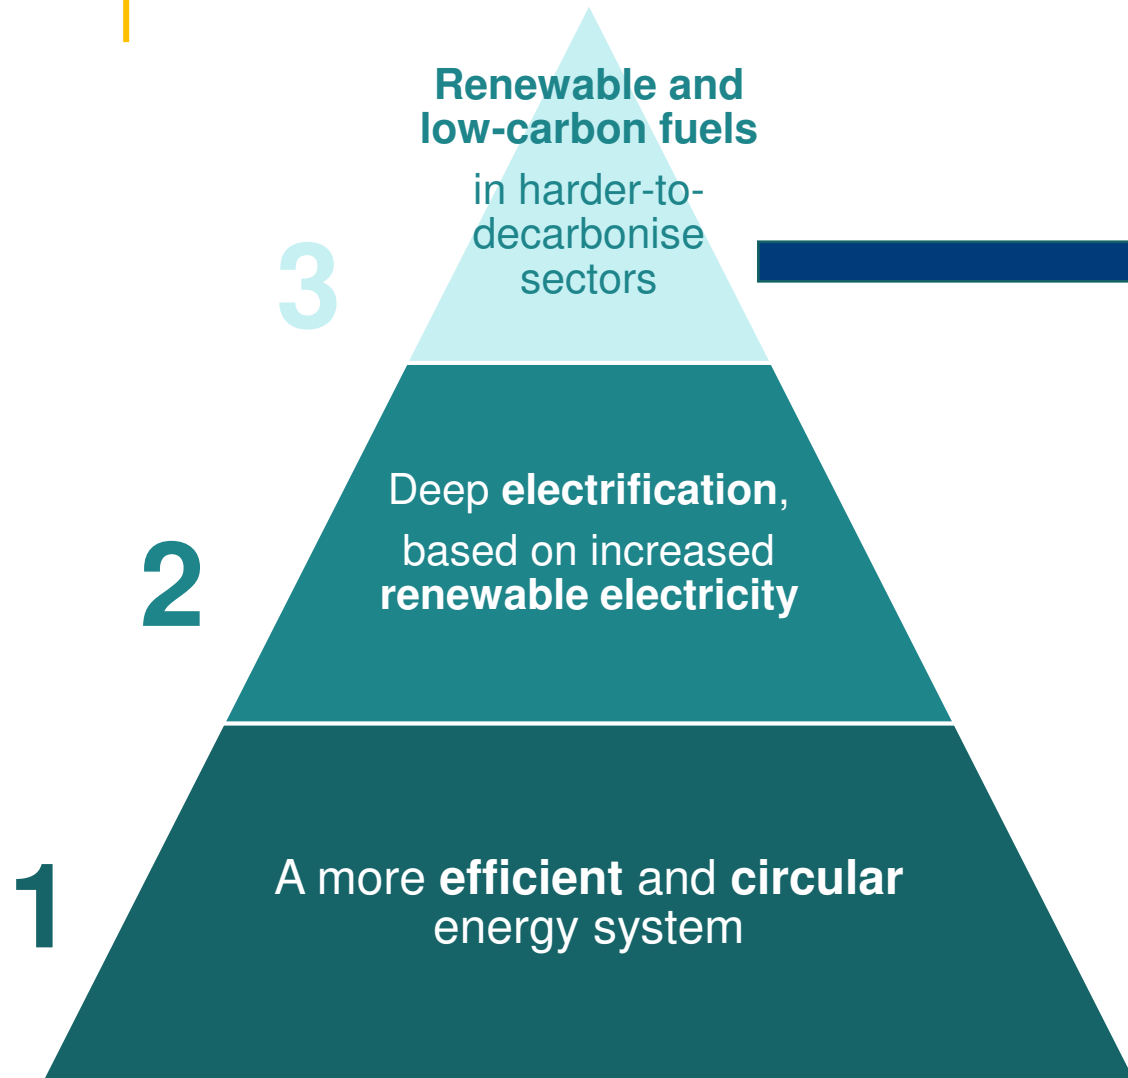 Renewable and
low-carbon fuels
in harder-to-
decarbonise
sectors
3
Deep electrification,
based on increased
renewable electricity
2
A more efficient and circular
energy system
1